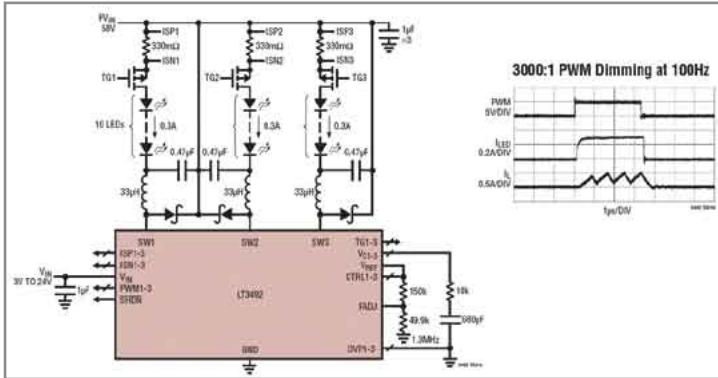 PVIN
58V
ISP1
330mΩ
ISN1
ISP2
330mΩ
ISN2
ISP3
330mΩ
ISN3
1µF
×3
TG1
TG2
TG3
10 LEDs
0.3A
0.3A
0.3A
0.47µF
0.47µF
0.47µF
33µH
33µH
33µH
SW1
SW2
SW3
TG1-3
ISP1-3
ISN1-3
VIN
PWM1-3
SHDN
VIN
3V TO 24V
1µF
LT3492
GND
VC1-3
VREF
CTRL1-3
FADJ
OVP1-3
150k
49.9k
1.3MHz
10k
680pF
3000:1 PWM Dimming at 100Hz
PWM
5V/DIV
ILED
0.2A/DIV
IL
0.5A/DIV
1µs/DIV